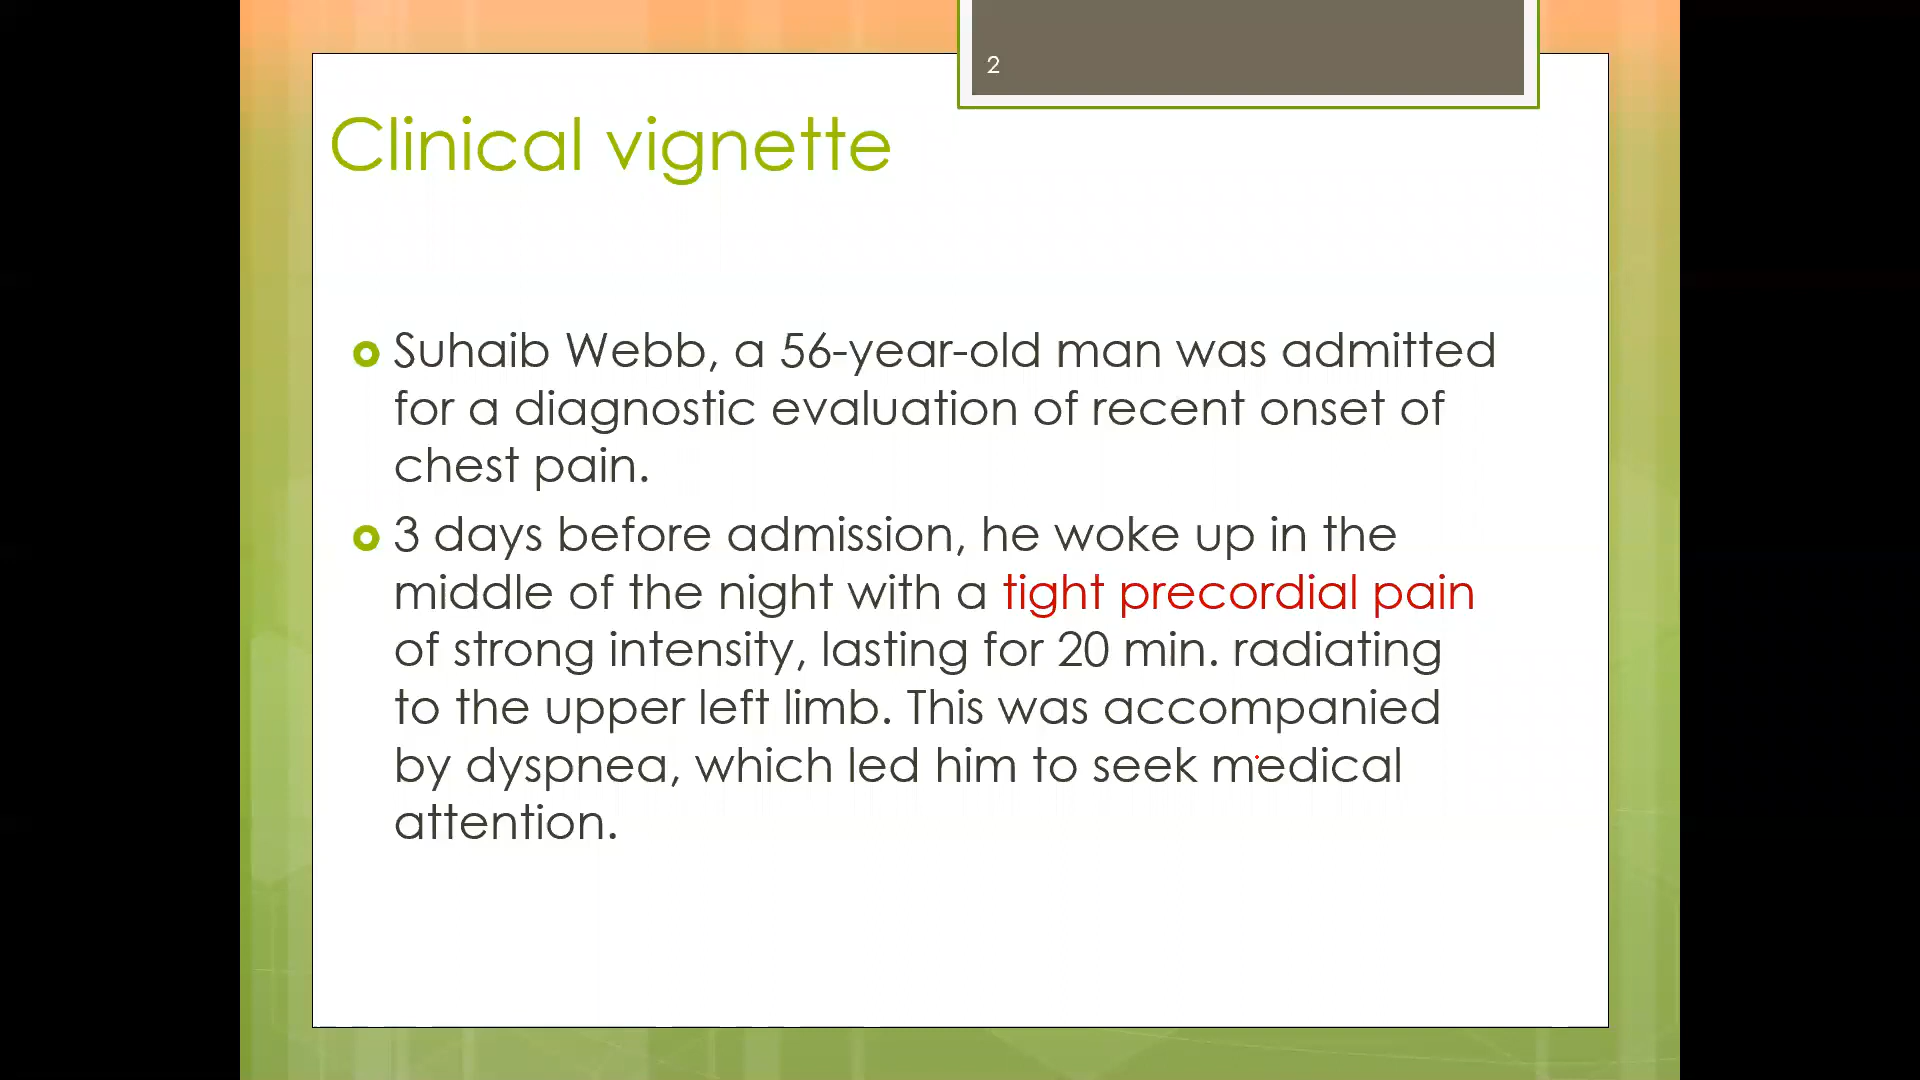 2
Clinical vignette
Suhaib Webb, a 56-year-old man was admitted
for a diagnostic evaluation of recent onset of
chest pain.
3 days before admission, he woke up in the
middle of the night with a tight precordial pain
of strong intensity, lasting for 20 min. radiating
to the upper left limb. This was accompanied
by dyspnea, which led him to seek medical
attention.